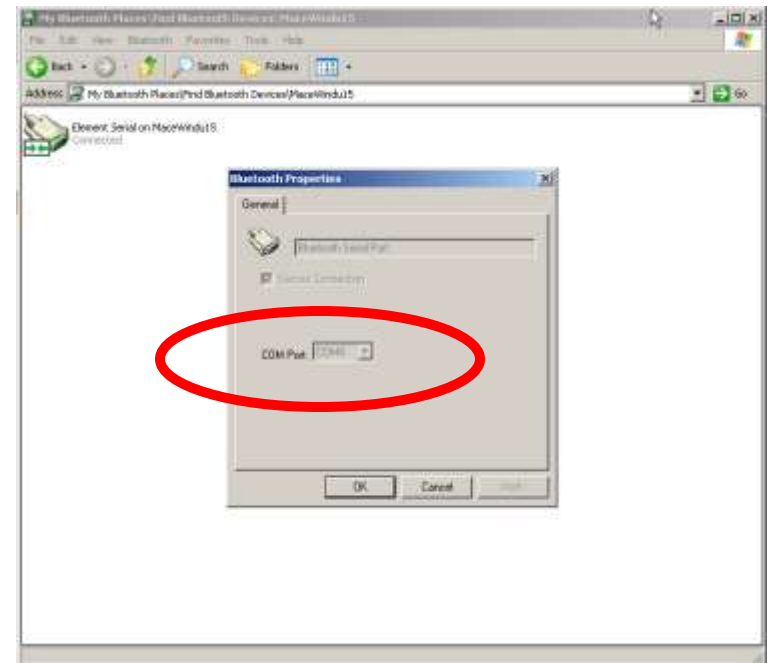 My Bluetooth Places\Find Bluetooth Devices\MaceWindu15
File Edit View Bluetooth Favorites Tools Help
Back Search Folders
Address My Bluetooth Places\Find Bluetooth Devices\MaceWindu15 Go
Element Serial on MaceWindu15
Connected
Bluetooth Properties
General
Bluetooth Serial Port
Secure Connection
COM Port:
OK Cancel